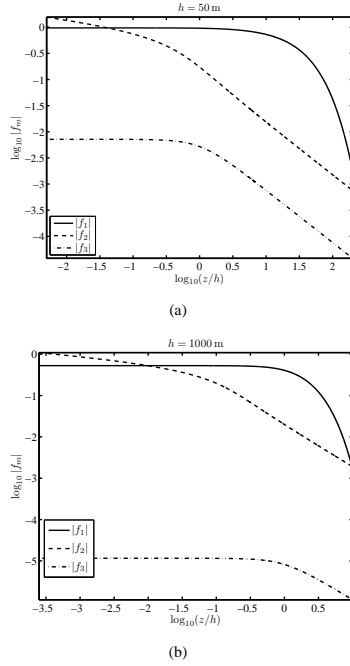 h = 50 m
0
−0.5
−1
−1.5
−2
−2.5
−3
−3.5
−4
log₁₀|fₘ|
|f₁|
|f₂|
|f₃|
−2
−1.5
−1
−0.5
0
0.5
1
1.5
2
log₁₀(z/h)
(a)
h = 1000 m
0
−1
−2
−3
−4
−5
log₁₀|fₘ|
|f₁|
|f₂|
|f₃|
−3.5
−3
−2.5
−2
−1.5
−1
−0.5
0
0.5
log₁₀(z/h)
(b)